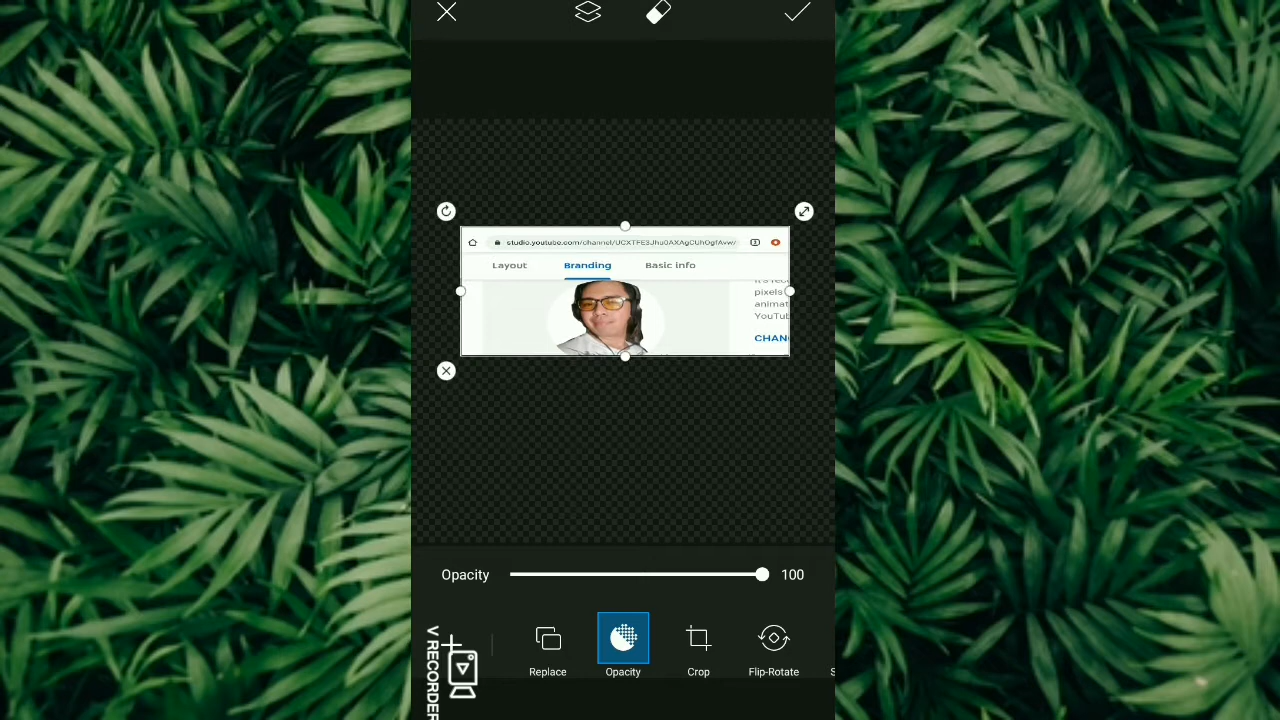 studio.youtube.com/channel/UCXTFE3Jhu0AXAgCUhOgfAvw/
Layout Branding Basic info
pixels
animat
YouTub
CHAN
Opacity 100
Replace Opacity Crop Flip-Rotate
V RECORDER